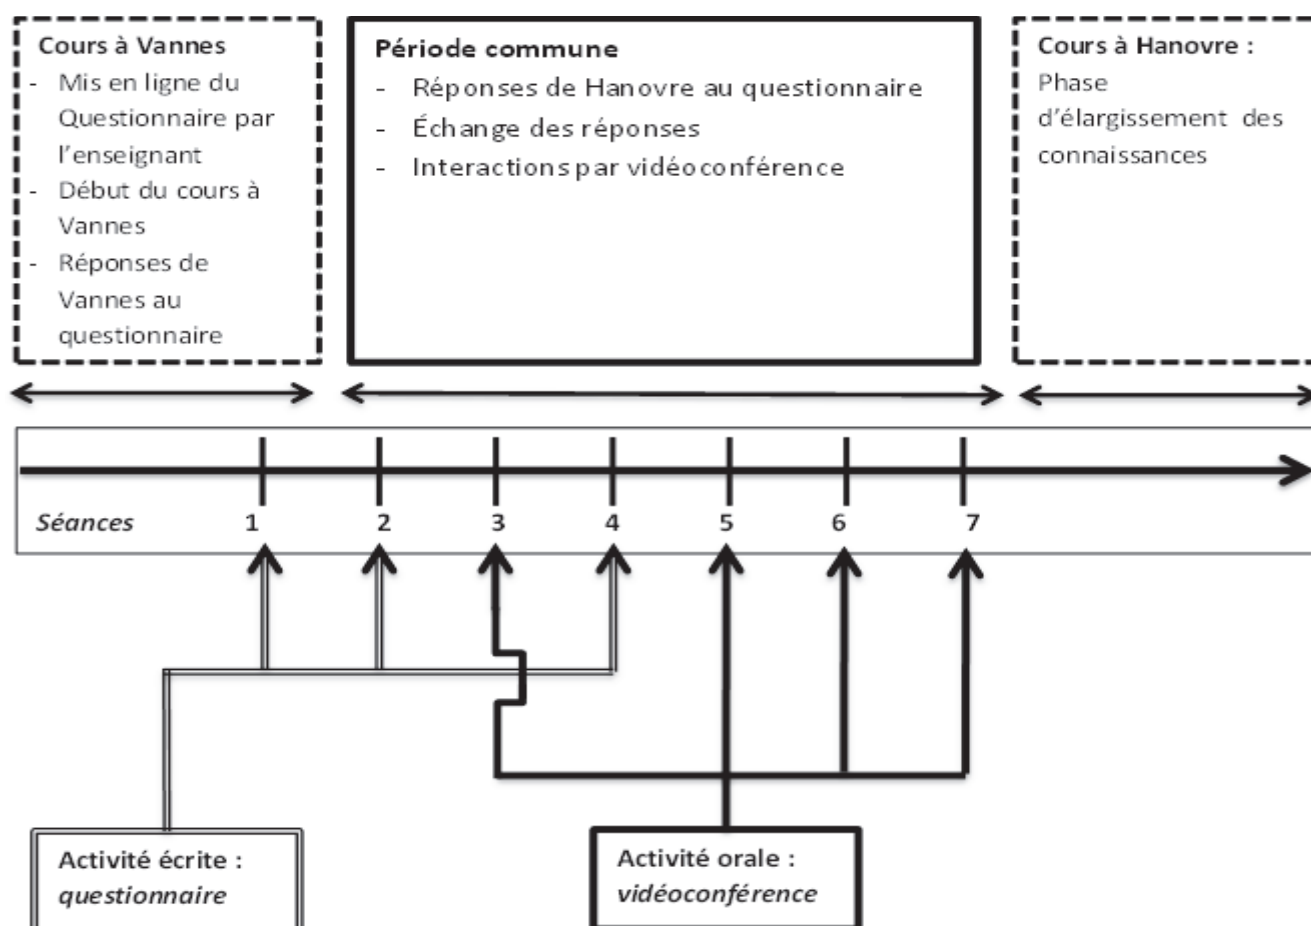 Cours à Vannes
- Mis en ligne du
Questionnaire par
l'enseignant
- Début du cours à
Vannes
- Réponses de
Vannes au
questionnaire
Période commune
- Réponses de Hanovre au questionnaire
- Échange des réponses
- Interactions par vidéoconférence
Cours à Hanovre :
Phase
d'élargissement des
connaissances
Séances 1 2 3 4 5 6 7
Activité écrite :
questionnaire
Activité orale :
vidéoconférence